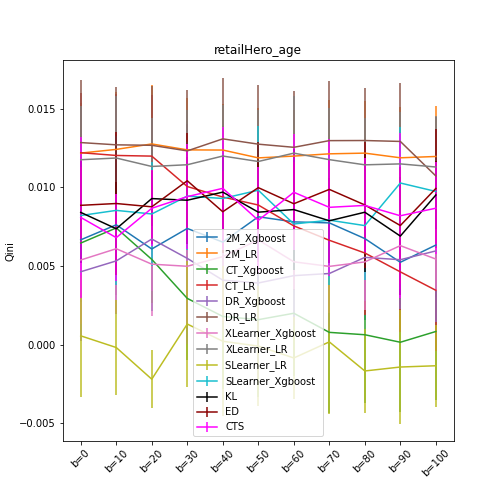 retailHero_age
Qini
0.015
0.010
0.005
0.000
−0.005
2M_Xgboost
2M_LR
CT_Xgboost
CT_LR
DR_Xgboost
DR_LR
XLearner_Xgboost
XLearner_LR
SLearner_LR
SLearner_Xgboost
KL
ED
CTS
b=0
b=10
b=20
b=30
b=40
b=50
b=60
b=70
b=80
b=90
b=100